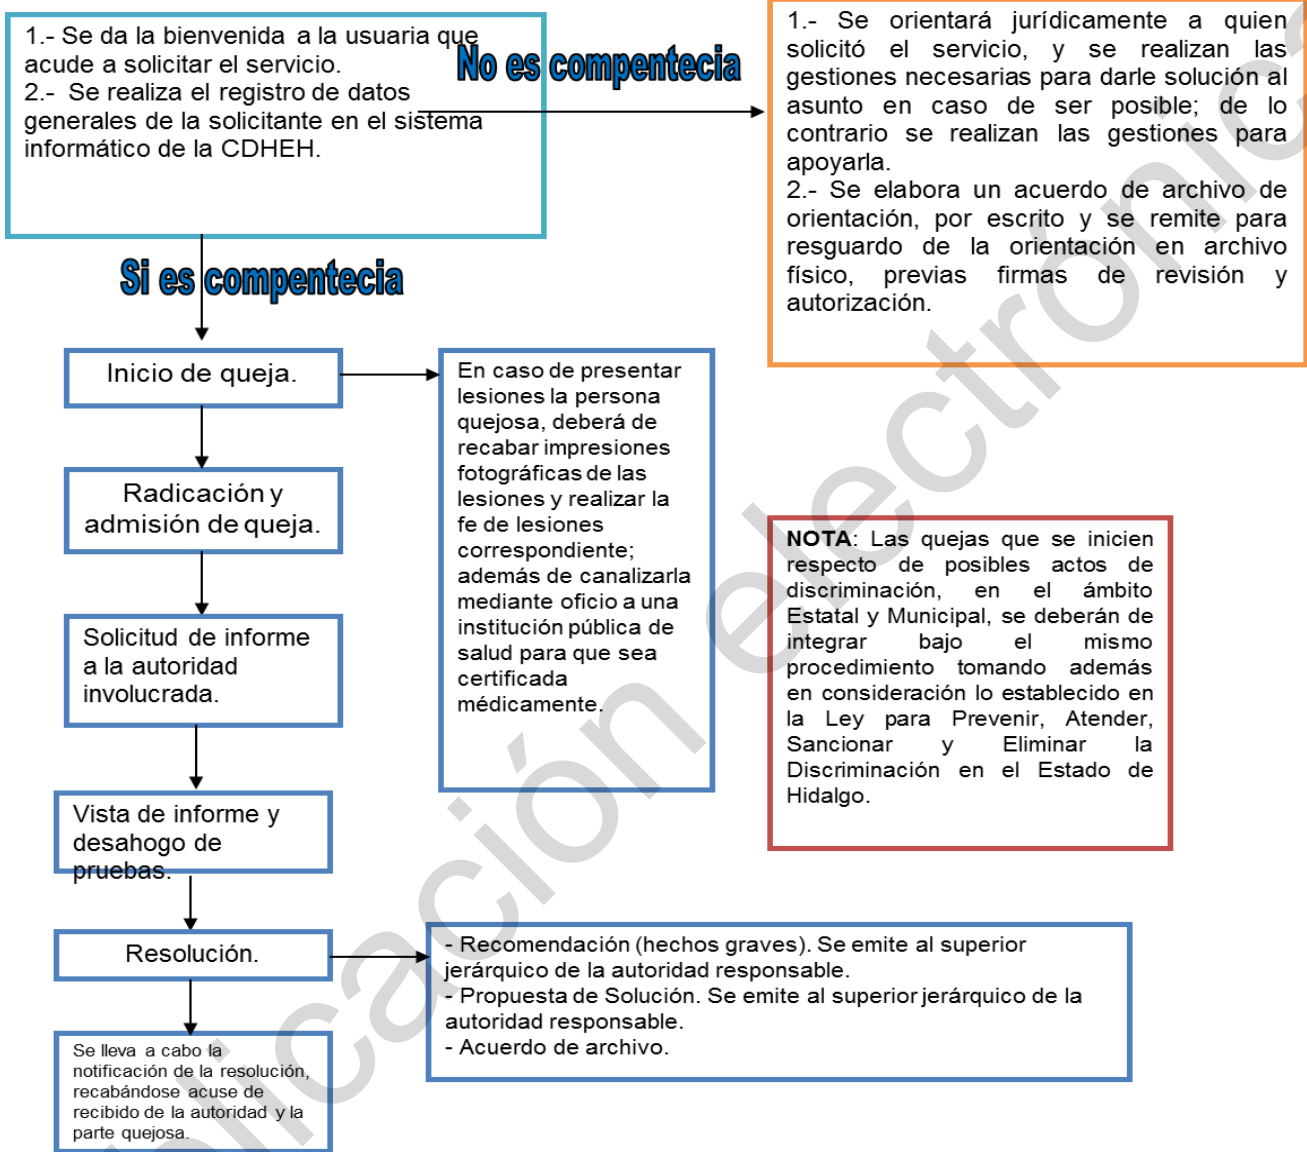 1.- Se da la bienvenida a la usuaria que
acude a solicitar el servicio.
2.- Se realiza el registro de datos
generales de la solicitante en el sistema
informático de la CDHEH.
No es compentecia
1.- Se orientará jurídicamente a quien
solicitó el servicio, y se realizan las
gestiones necesarias para darle solución al
asunto en caso de ser posible; de lo
contrario se realizan las gestiones para
apoyarla.
2.- Se elabora un acuerdo de archivo de
orientación, por escrito y se remite para
resguardo de la orientación en archivo
físico, previas firmas de revisión y
autorización.
Si es compentecia
Inicio de queja.
En caso de presentar
lesiones la persona
quejosa, deberá de
recabar impresiones
fotográficas de las
lesiones y realizar la
fe de lesiones
correspondiente;
además de canalizarla
mediante oficio a una
institución pública de
salud para que sea
certificada
médicamente.
Radicación y
admisión de queja.
Solicitud de informe
a la autoridad
involucrada.
NOTA: Las quejas que se inicien
respecto de posibles actos de
discriminación, en el ámbito
Estatal y Municipal, se deberán de
integrar bajo el mismo
procedimiento tomando además
en consideración lo establecido en
la Ley para Prevenir, Atender,
Sancionar y Eliminar la
Discriminación en el Estado de
Hidalgo.
Vista de informe y
desahogo de
pruebas.
Resolución.
- Recomendación (hechos graves). Se emite al superior
jerárquico de la autoridad responsable.
- Propuesta de Solución. Se emite al superior jerárquico de la
autoridad responsable.
- Acuerdo de archivo.
Se lleva a cabo la
notificación de la resolución,
recabándose acuse de
recibido de la autoridad y la
parte quejosa.
blicación electrónica